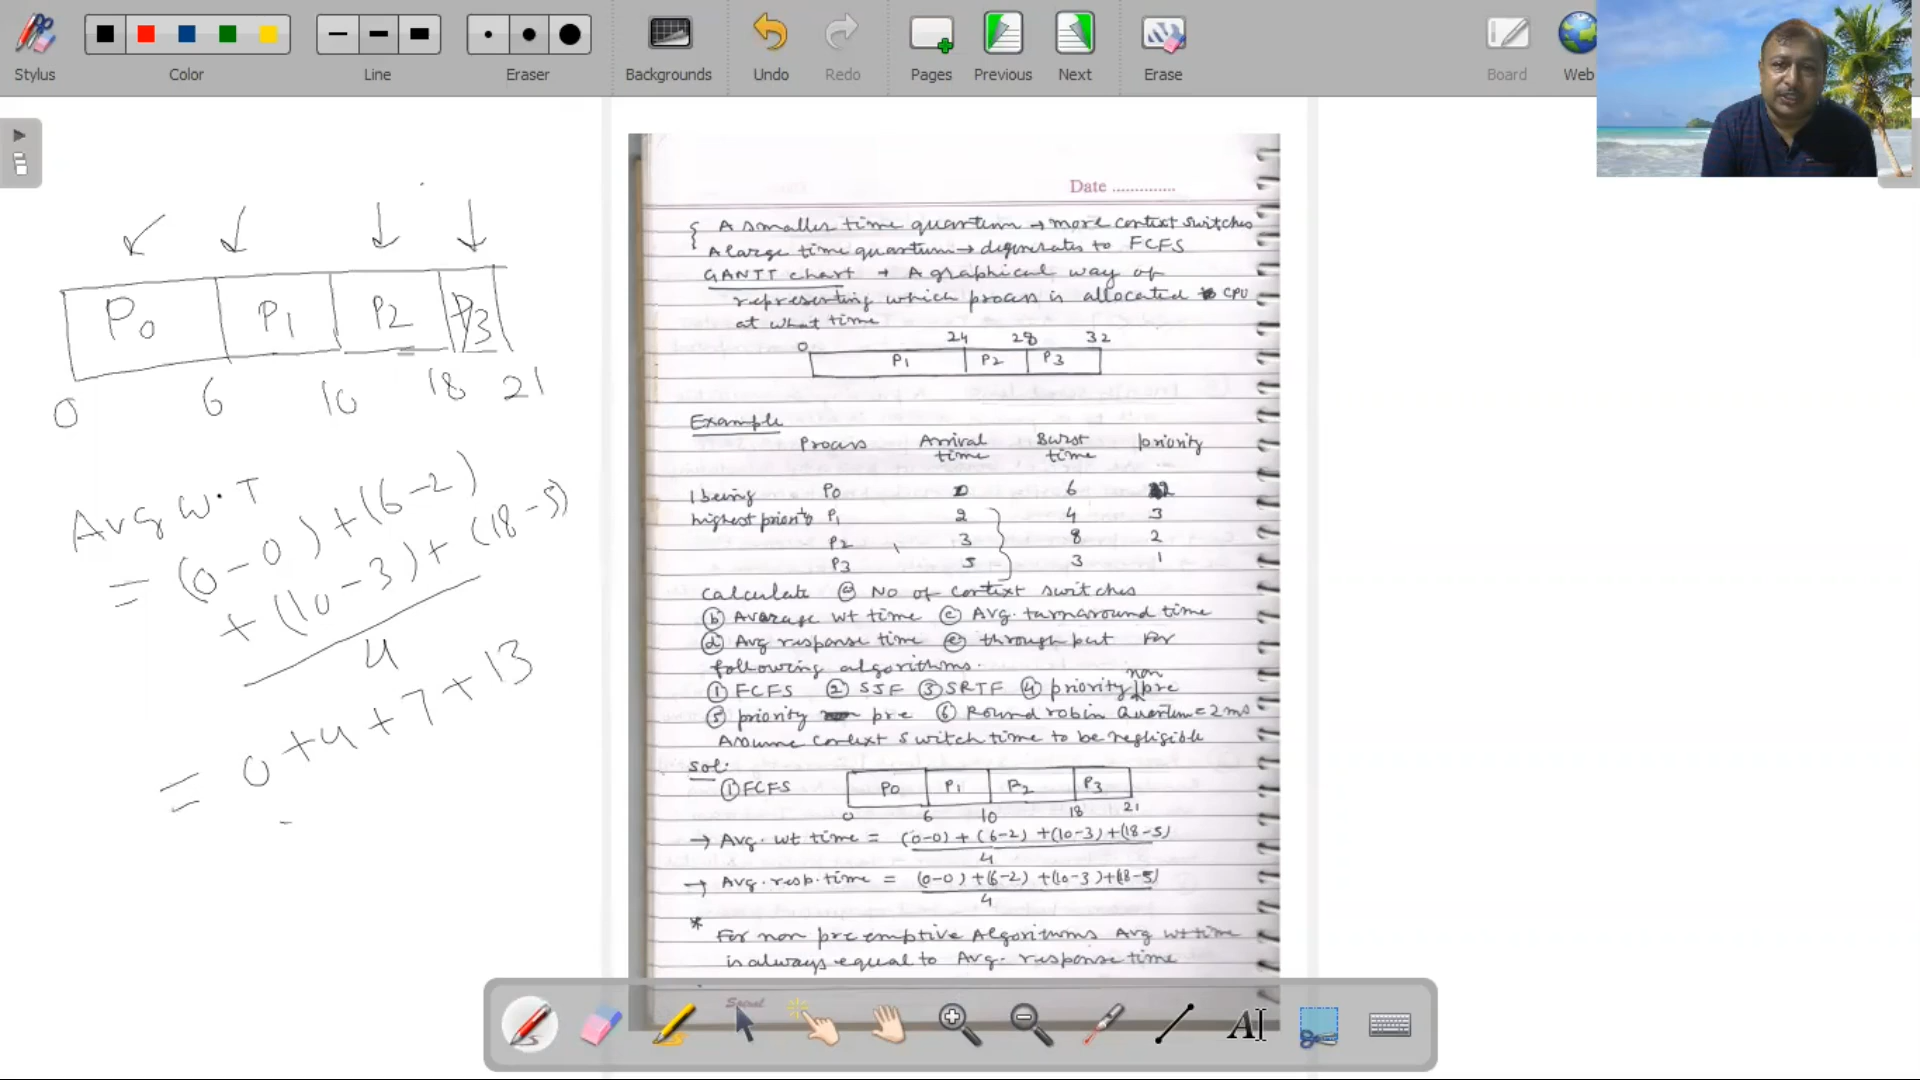 Stylus Color Line Eraser Backgrounds Undo Redo Pages Previous Next Erase Board Web
P0 P1 P2 P3
0 6 10 18 21
Avg W.T
= (0-0) + (6-2)
+ (10-3) + (18-5)
4
= 0+4+7+13
Date ..............
{ A smaller time quantum → more context switches
A large time quantum → degenerates to FCFS
GANTT chart → A graphical way of
representing which process is allocated to CPU
at what time
0 24 28 32
P1 P2 P3
Example
Process Arrival time Burst time priority
1 being P0 0 6 2
highest priority P1 2 4 3
P2 3 8 2
P3 5 3 1
Calculate ⓐ No of context switches
ⓑ Average wt time ⓒ Avg. turnaround time
ⓓ Avg response time ⓔ through put for
following algorithms.
① FCFS ② SJF ③ SRTF ④ priority non pre
⑤ priority pre ⑥ Round robin Quantum = 2 ms
Assume context switch time to be negligible
Sol:
① FCFS P0 P1 P2 P3
0 6 10 18 21
→ Avg. wt time = (0-0) + (6-2) + (10-3) + (18-5)
4
→ Avg. resp. time = (0-0) + (6-2) + (10-3) + (18-5)
4
* For non pre emptive Algorithms Avg wt time
is always equal to Avg. response time